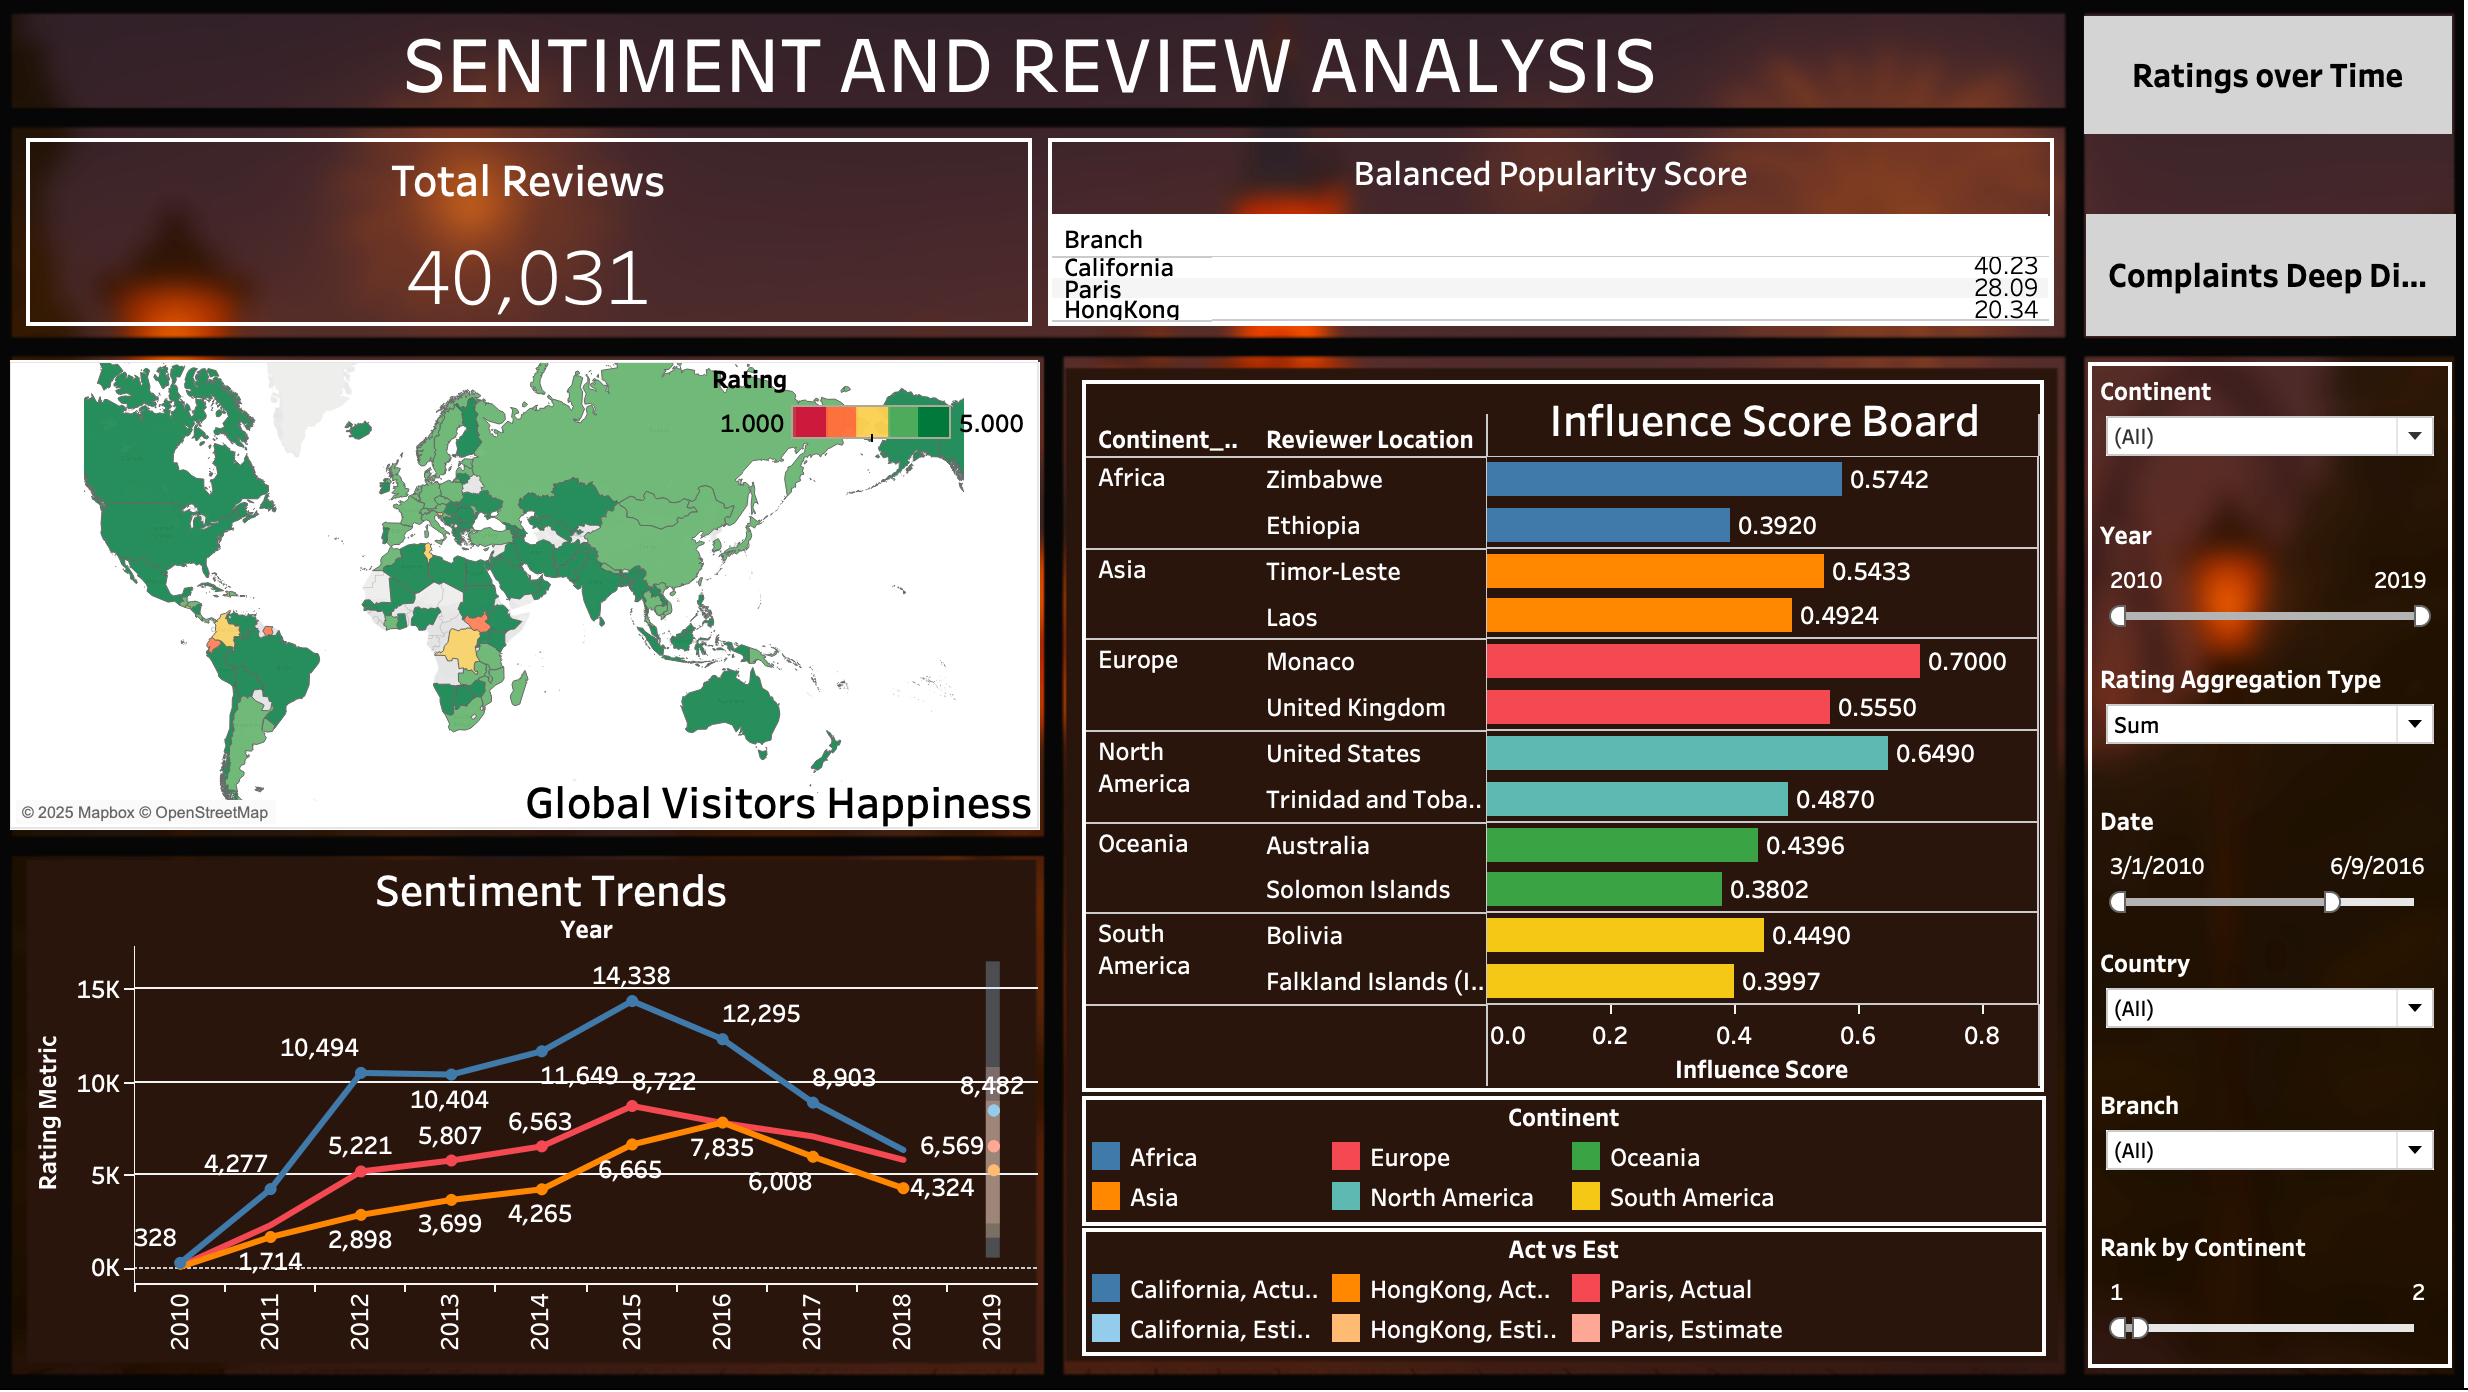 SENTIMENT AND REVIEW ANALYSIS
Ratings over Time
Total Reviews
40,031
Balanced Popularity Score
Branch
California 40.23
Paris 28.09
HongKong 20.34
Complaints Deep Di...
Rating
1.000 5.000
© 2025 Mapbox © OpenStreetMap
Global Visitors Happiness
Influence Score Board
Continent_.. Reviewer Location
Africa Zimbabwe 0.5742
Ethiopia 0.3920
Asia Timor-Leste 0.5433
Laos 0.4924
Europe Monaco 0.7000
United Kingdom 0.5550
North America United States 0.6490
Trinidad and Toba.. 0.4870
Oceania Australia 0.4396
Solomon Islands 0.3802
South America Bolivia 0.4490
Falkland Islands (I.. 0.3997
0.0 0.2 0.4 0.6 0.8
Influence Score
Sentiment Trends
Year
Rating Metric
15K
10K
5K
0K
14,338
12,295
10,494
10,404
11,649
8,722
8,903
8,482
4,277
5,221
5,807
6,563
7,835
6,569
6,665
6,008
4,324
328
1,714
2,898
3,699
4,265
2010 2011 2012 2013 2014 2015 2016 2017 2018 2019
Continent
Africa Europe Oceania
Asia North America South America
Act vs Est
California, Actu.. HongKong, Act.. Paris, Actual
California, Esti.. HongKong, Esti.. Paris, Estimate
Continent
(All)
Year
2010 2019
Rating Aggregation Type
Sum
Date
3/1/2010 6/9/2016
Country
(All)
Branch
(All)
Rank by Continent
1 2